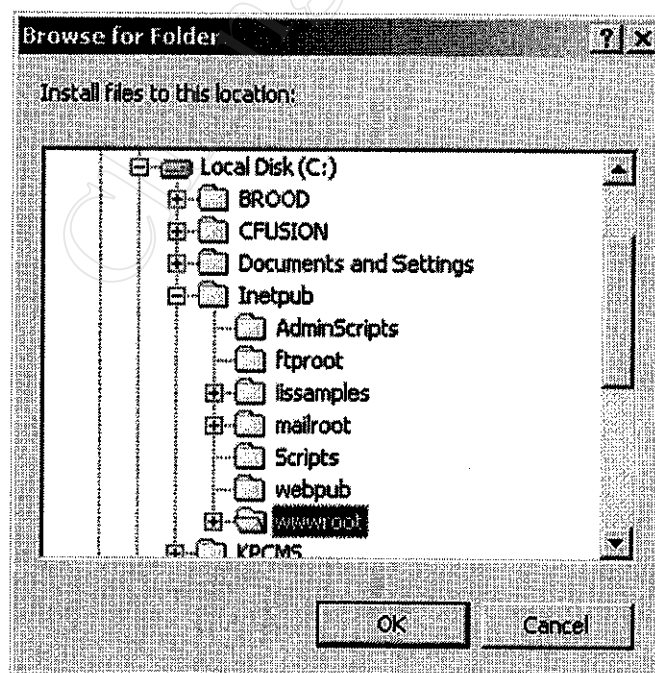 Browse for Folder
Install files to this location:
Local Disk (C:)
BROOD
CFUSION
Documents and Settings
Inetpub
AdminScripts
ftproot
iissamples
mailroot
Scripts
webpub
wwwroot
KPCMS
OK
Cancel